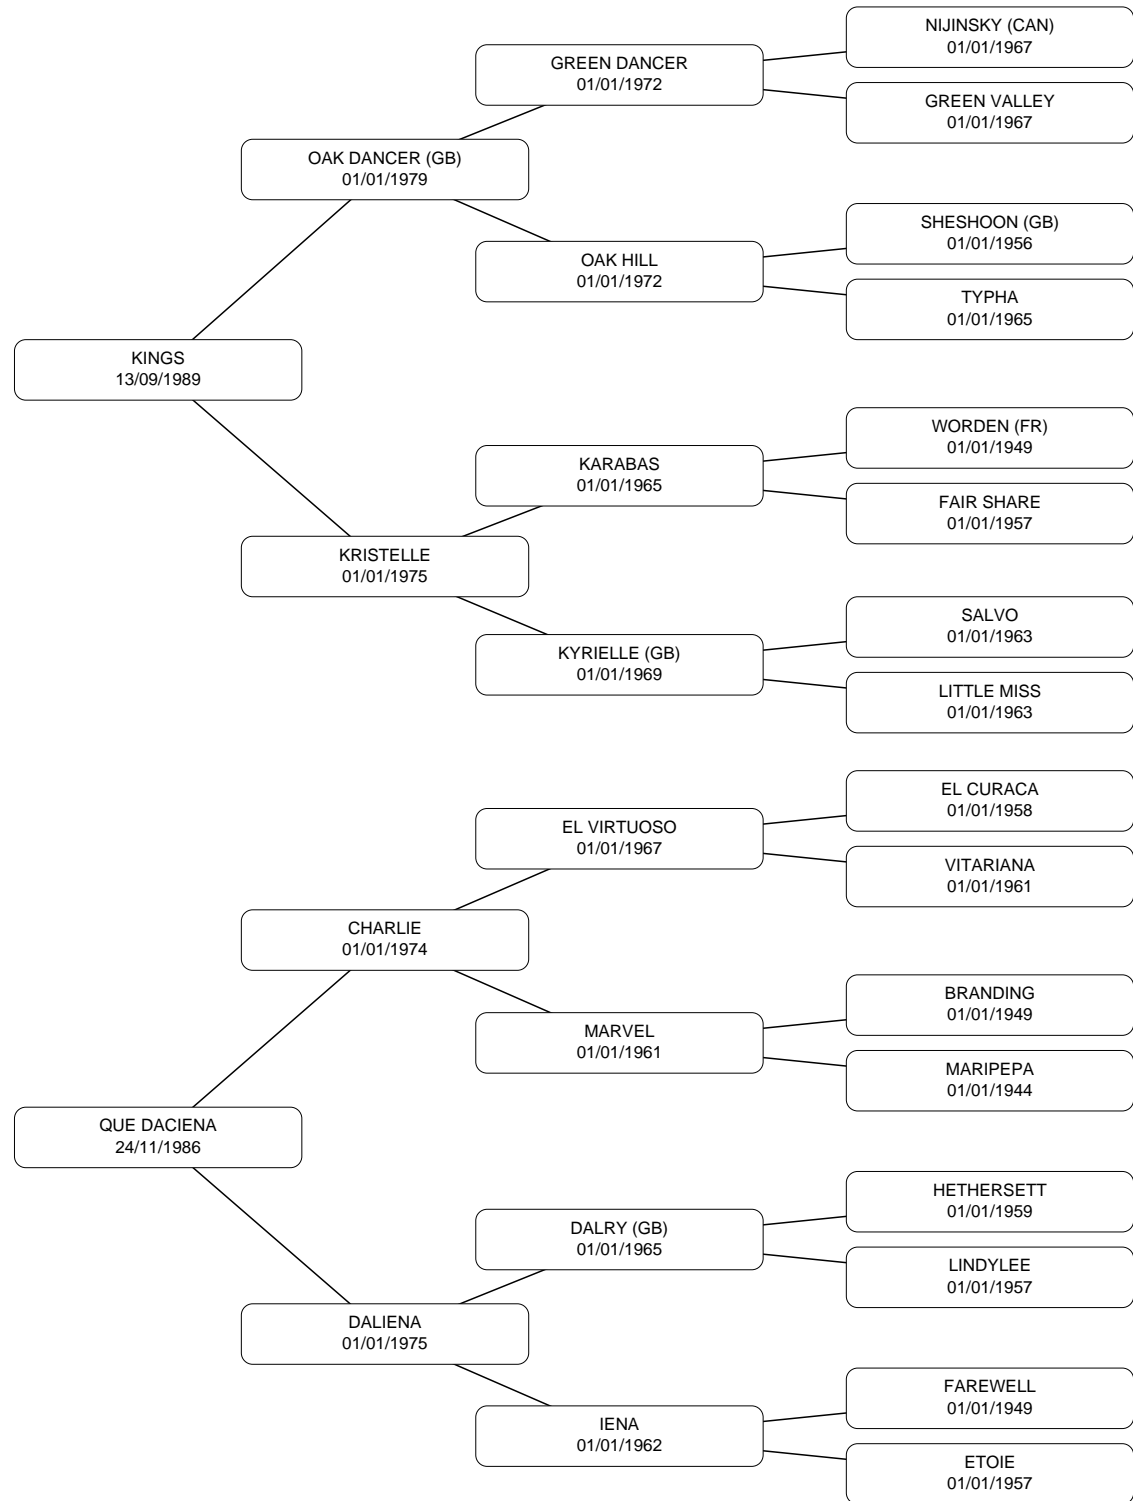 NIJINSKY (CAN)
01/01/1967
GREEN DANCER
01/01/1972
GREEN VALLEY
01/01/1967
OAK DANCER (GB)
01/01/1979
SHESHOON (GB)
01/01/1956
OAK HILL
01/01/1972
TYPHA
01/01/1965
KINGS
13/09/1989
WORDEN (FR)
01/01/1949
KARABAS
01/01/1965
FAIR SHARE
01/01/1957
KRISTELLE
01/01/1975
SALVO
01/01/1963
KYRIELLE (GB)
01/01/1969
LITTLE MISS
01/01/1963
EL CURACA
01/01/1958
EL VIRTUOSO
01/01/1967
VITARIANA
01/01/1961
CHARLIE
01/01/1974
BRANDING
01/01/1949
MARVEL
01/01/1961
MARIPEPA
01/01/1944
QUE DACIENA
24/11/1986
HETHERSETT
01/01/1959
DALRY (GB)
01/01/1965
LINDYLEE
01/01/1957
DALIENA
01/01/1975
FAREWELL
01/01/1949
IENA
01/01/1962
ETOIE
01/01/1957